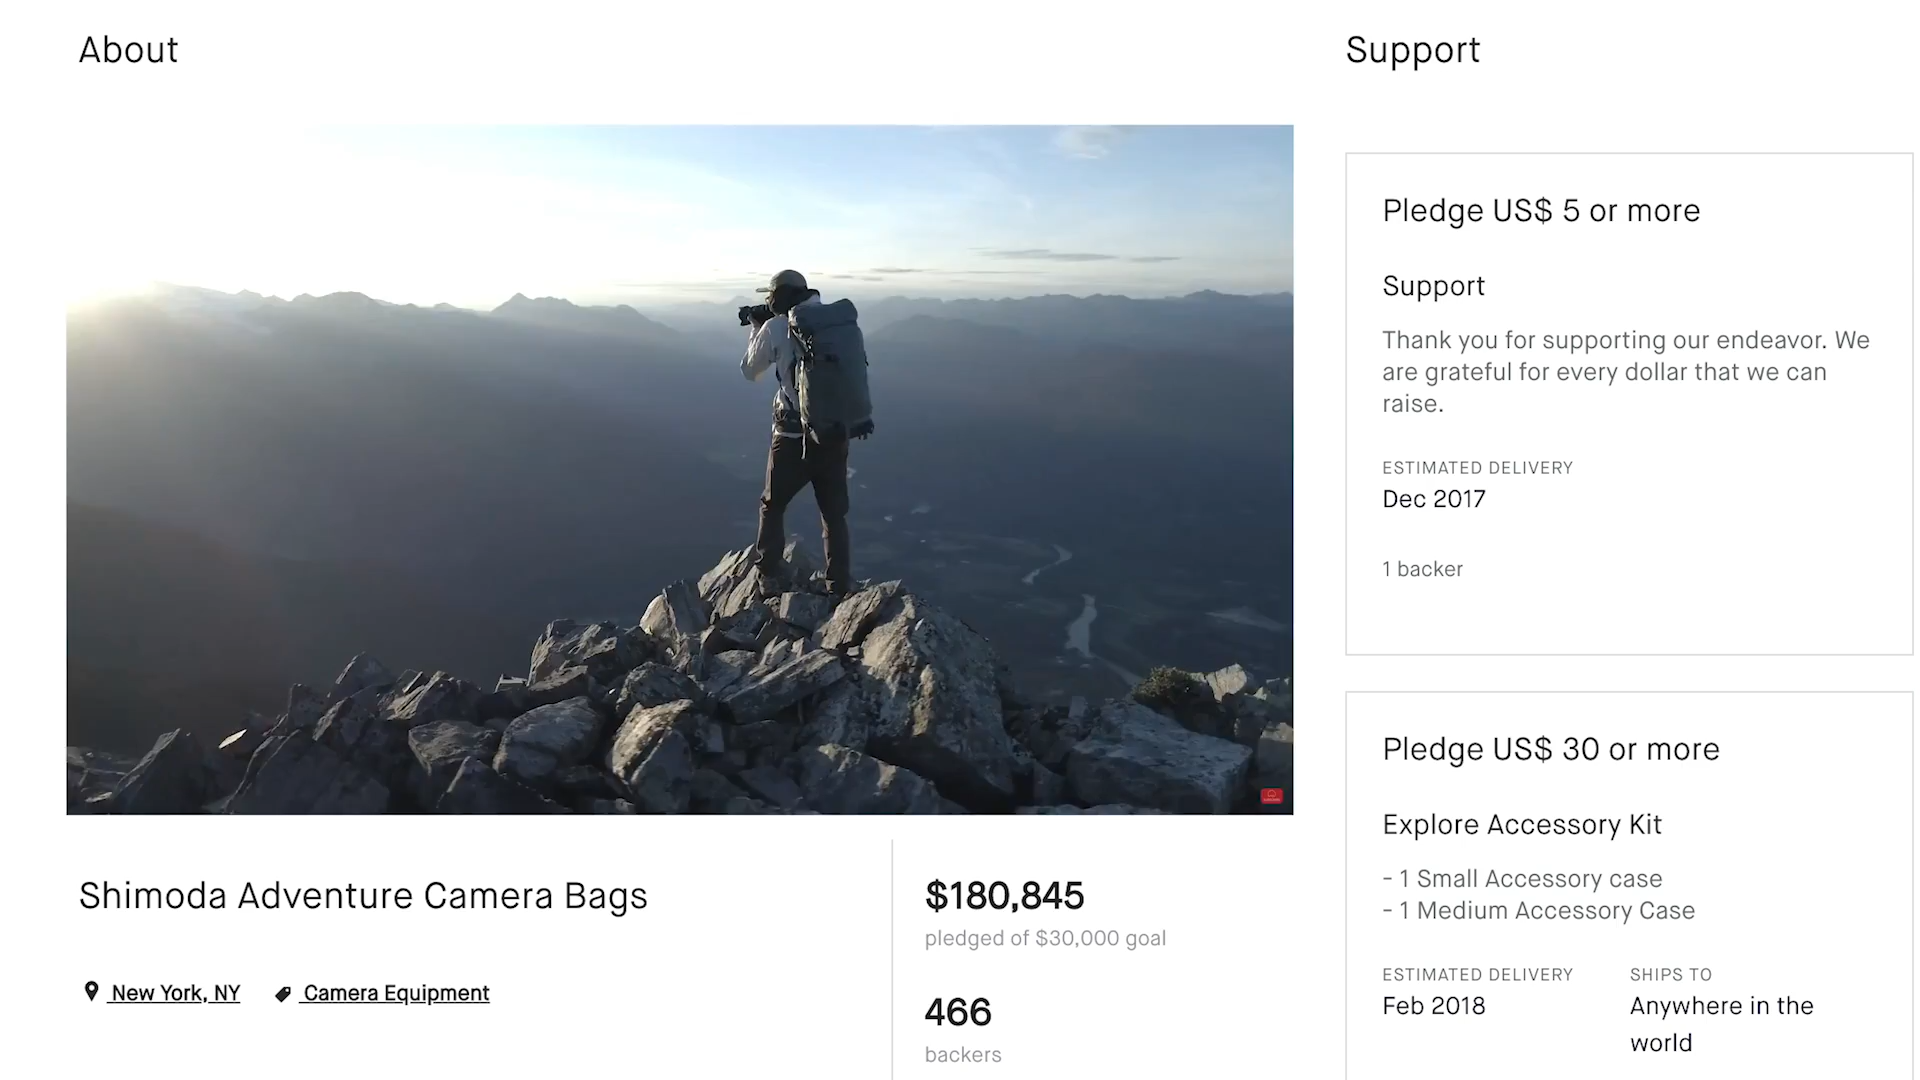 About
Shimoda Adventure Camera Bags
New York, NY
Camera Equipment
$180,845
pledged of $30,000 goal
466
backers
Support
Pledge US$ 5 or more
Support
Thank you for supporting our endeavor. We
are grateful for every dollar that we can
raise.
ESTIMATED DELIVERY
Dec 2017
1 backer
Pledge US$ 30 or more
Explore Accessory Kit
- 1 Small Accessory case
- 1 Medium Accessory Case
ESTIMATED DELIVERY
Feb 2018
SHIPS TO
Anywhere in the
world